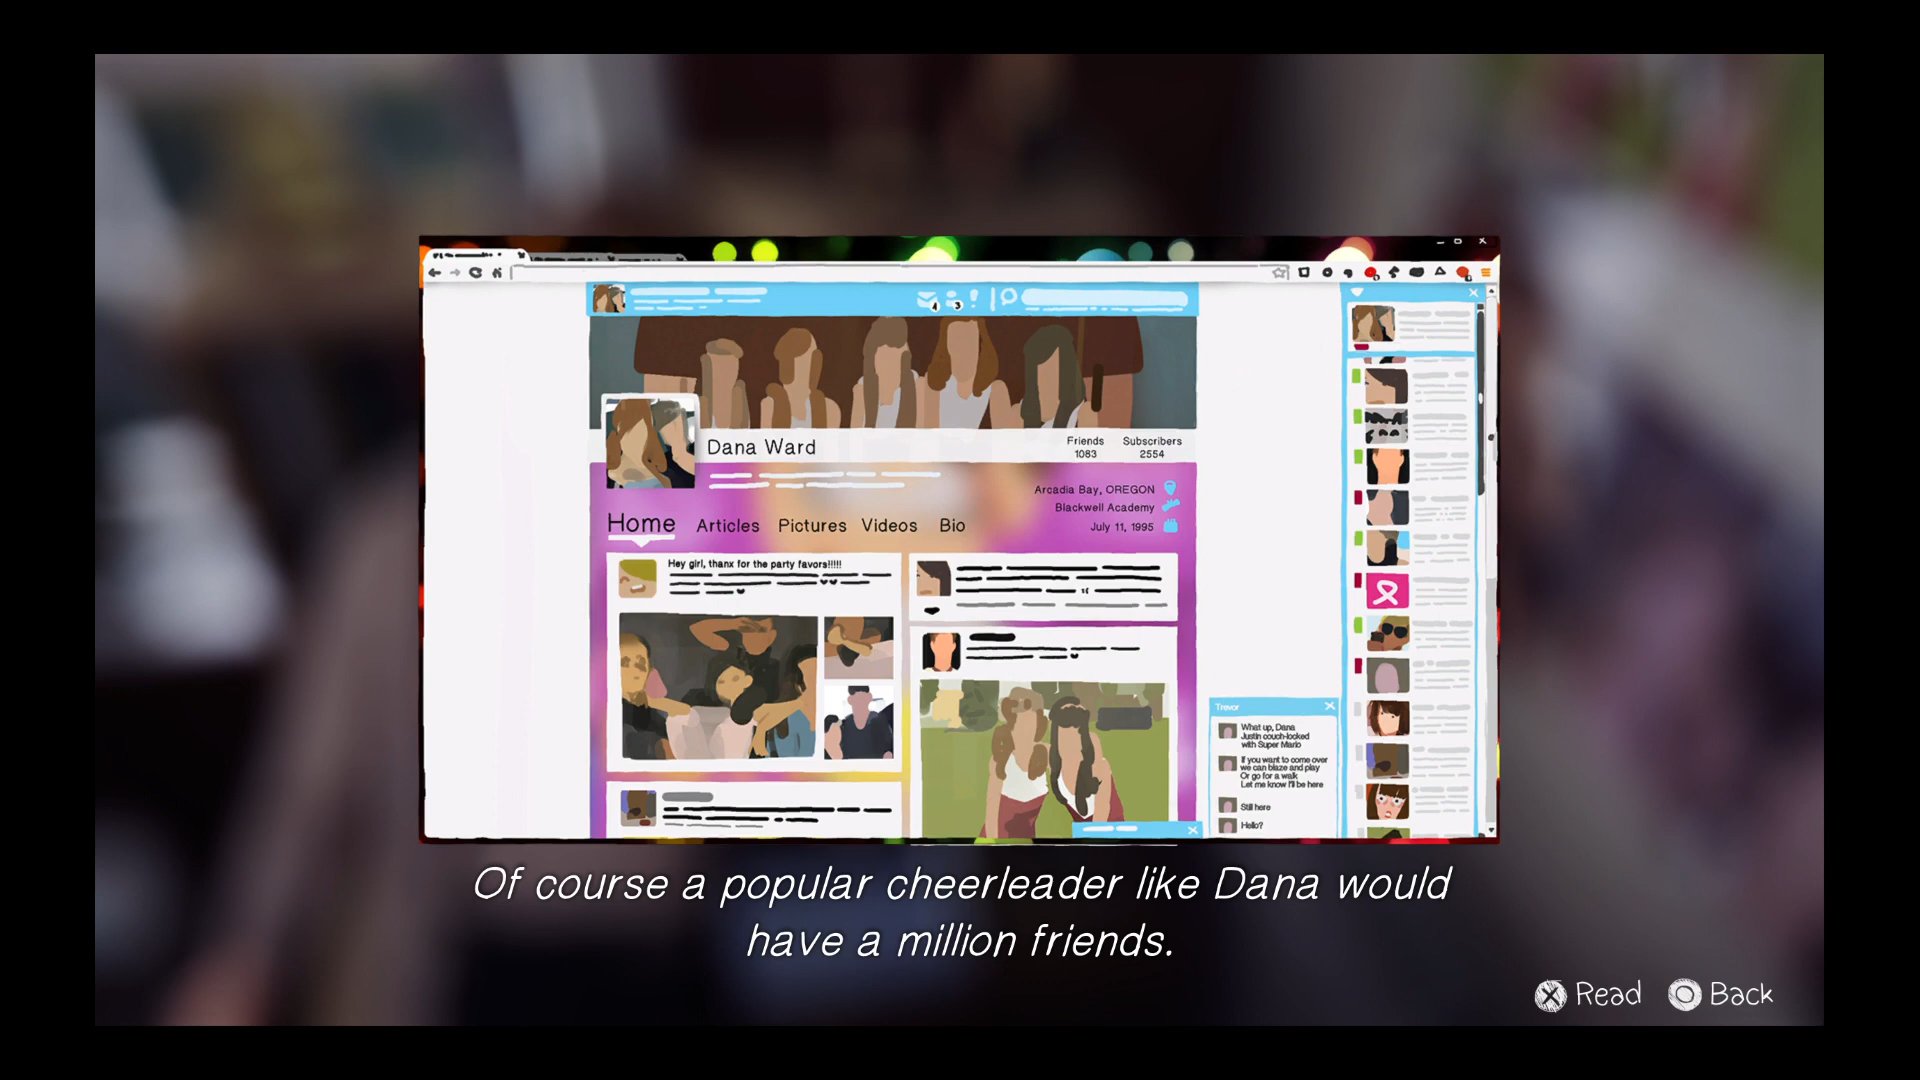 4
3
Dana Ward
Friends
1083
Subscribers
2554
Arcadia Bay, OREGON
Blackwell Academy
July 11, 1995
Home Articles Pictures Videos Bio
Hey girl, thanx for the party favors!!!!!
Trevor
What up, Dana
Justin couch-locked
with Super Mario
If you want to come over
we can blaze and play
Or go for a walk
Let me know I'll be here
Still here
Hello?
Of course a popular cheerleader like Dana would
have a million friends.
Read Back